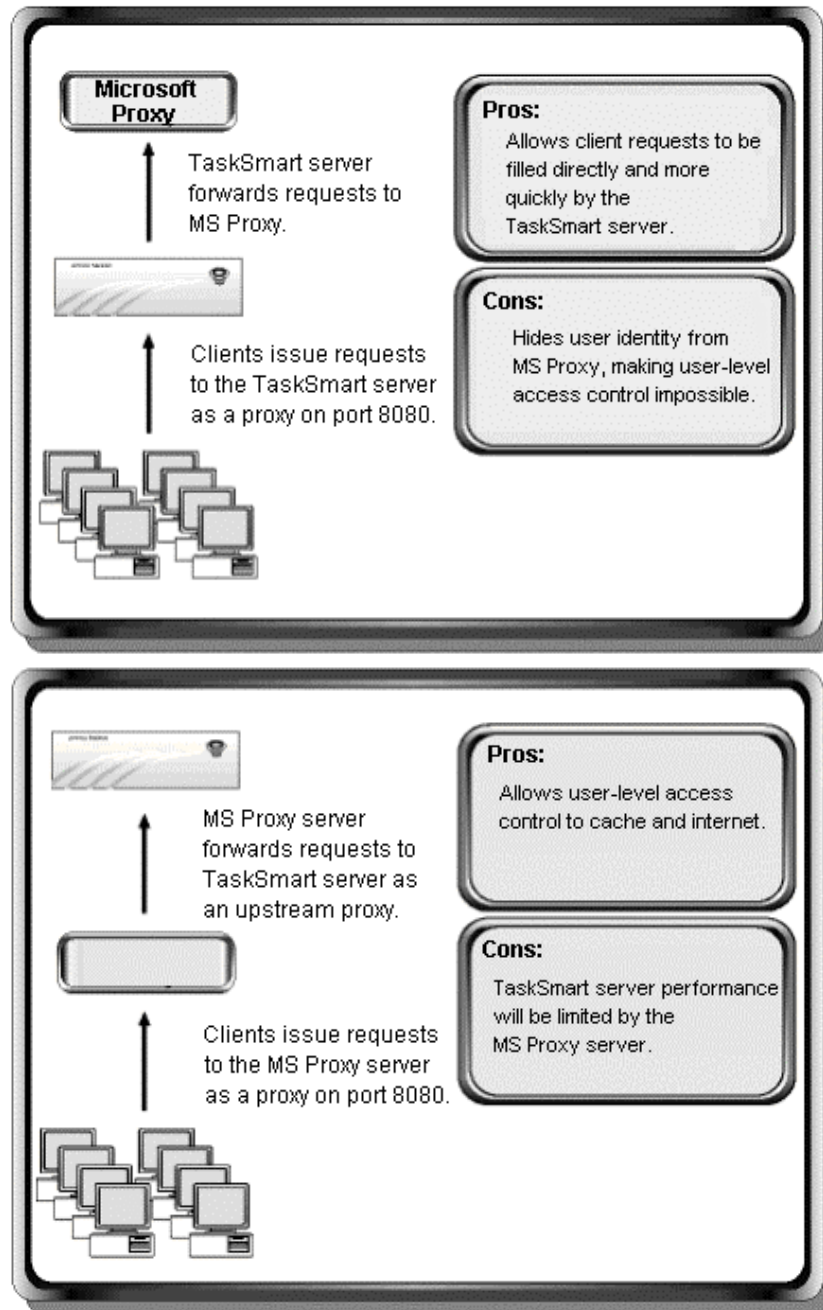 Microsoft
Proxy
TaskSmart server
forwards requests to
MS Proxy.
Clients issue requests
to the TaskSmart server
as a proxy on port 8080.
Pros:
Allows client requests to be
filled directly and more
quickly by the
TaskSmart server.
Cons:
Hides user identity from
MS Proxy, making user-level
access control impossible.
MS Proxy server
forwards requests to
TaskSmart server as
an upstream proxy.
Clients issue requests
to the MS Proxy server
as a proxy on port 8080.
Pros:
Allows user-level access
control to cache and internet.
Cons:
TaskSmart server performance
will be limited by the
MS Proxy server.